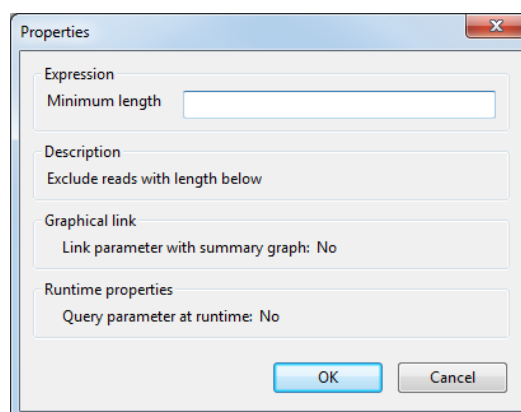 Properties
Expression
Minimum length
Description
Exclude reads with length below
Graphical link
Link parameter with summary graph: No
Runtime properties
Query parameter at runtime: No
OK Cancel